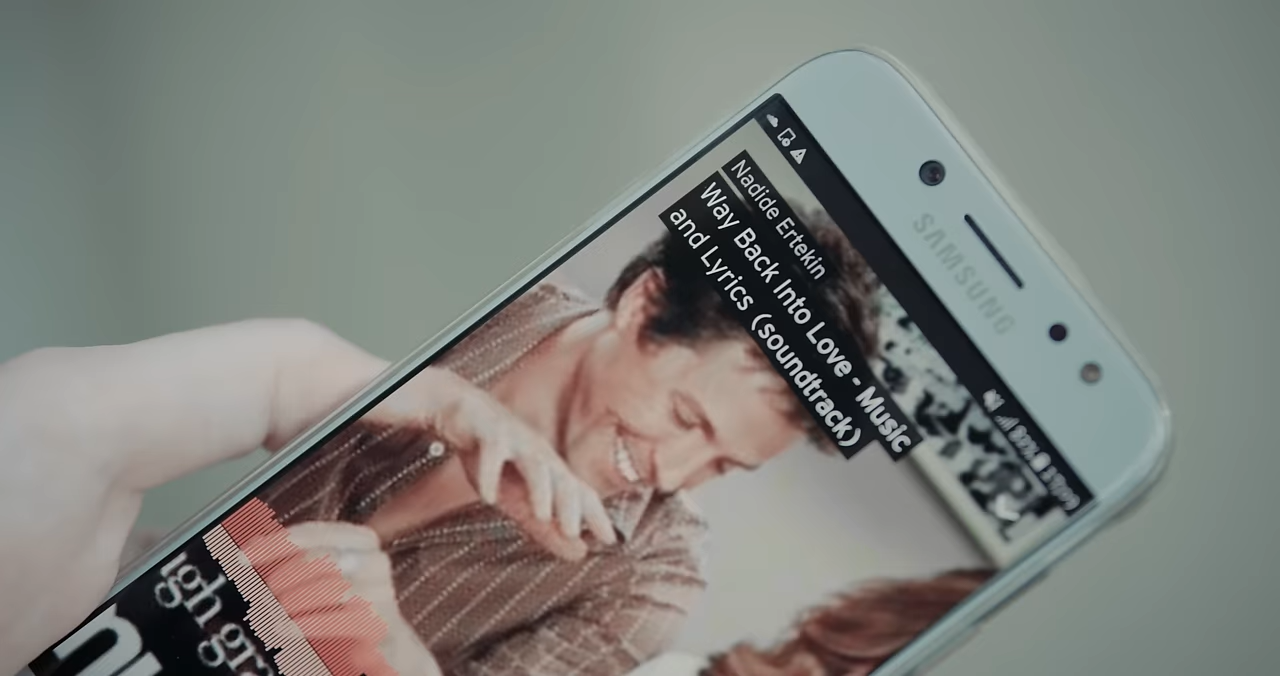 SAMSUNG
Nadide Ertekin
Way Back Into Love - Music
and Lyrics (soundtrack)